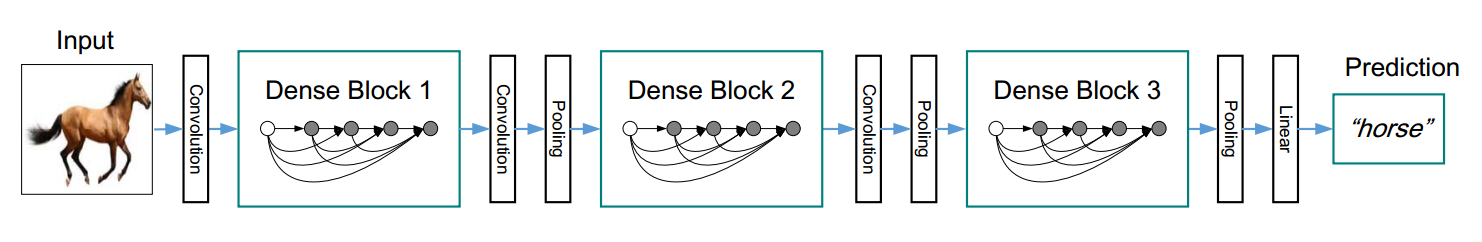 Input
Convolution
Dense Block 1
Convolution
Pooling
Dense Block 2
Convolution
Pooling
Dense Block 3
Pooling
Linear
Prediction
“horse”